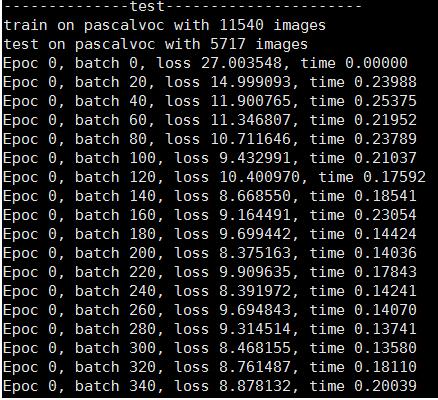 --------------test----------------------
train on pascalvoc with 11540 images
test on pascalvoc with 5717 images
Epoc 0, batch 0, loss 27.003548, time 0.00000
Epoc 0, batch 20, loss 14.999093, time 0.23988
Epoc 0, batch 40, loss 11.900765, time 0.25375
Epoc 0, batch 60, loss 11.346807, time 0.21952
Epoc 0, batch 80, loss 10.711646, time 0.23789
Epoc 0, batch 100, loss 9.432991, time 0.21037
Epoc 0, batch 120, loss 10.400970, time 0.17592
Epoc 0, batch 140, loss 8.668550, time 0.18541
Epoc 0, batch 160, loss 9.164491, time 0.23054
Epoc 0, batch 180, loss 9.699442, time 0.14424
Epoc 0, batch 200, loss 8.375163, time 0.14036
Epoc 0, batch 220, loss 9.909635, time 0.17843
Epoc 0, batch 240, loss 8.391972, time 0.14241
Epoc 0, batch 260, loss 9.694843, time 0.14070
Epoc 0, batch 280, loss 9.314514, time 0.13741
Epoc 0, batch 300, loss 8.468155, time 0.13580
Epoc 0, batch 320, loss 8.761487, time 0.18110
Epoc 0, batch 340, loss 8.878132, time 0.20039